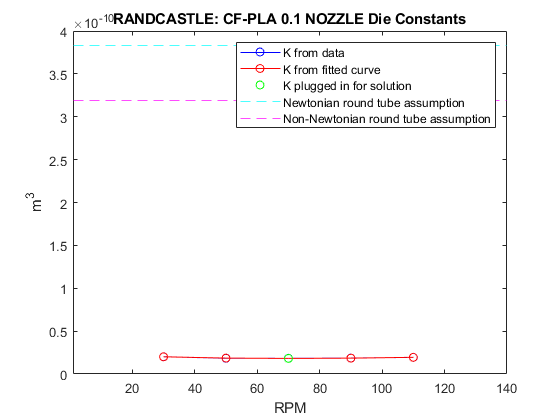 ×10⁻¹⁰
RANDCASTLE: CF-PLA 0.1 NOZZLE Die Constants
4
3.5
3
2.5
2
1.5
1
0.5
0
m³
K from data
K from fitted curve
K plugged in for solution
Newtonian round tube assumption
Non-Newtonian round tube assumption
20 40 60 80 100 120 140
RPM